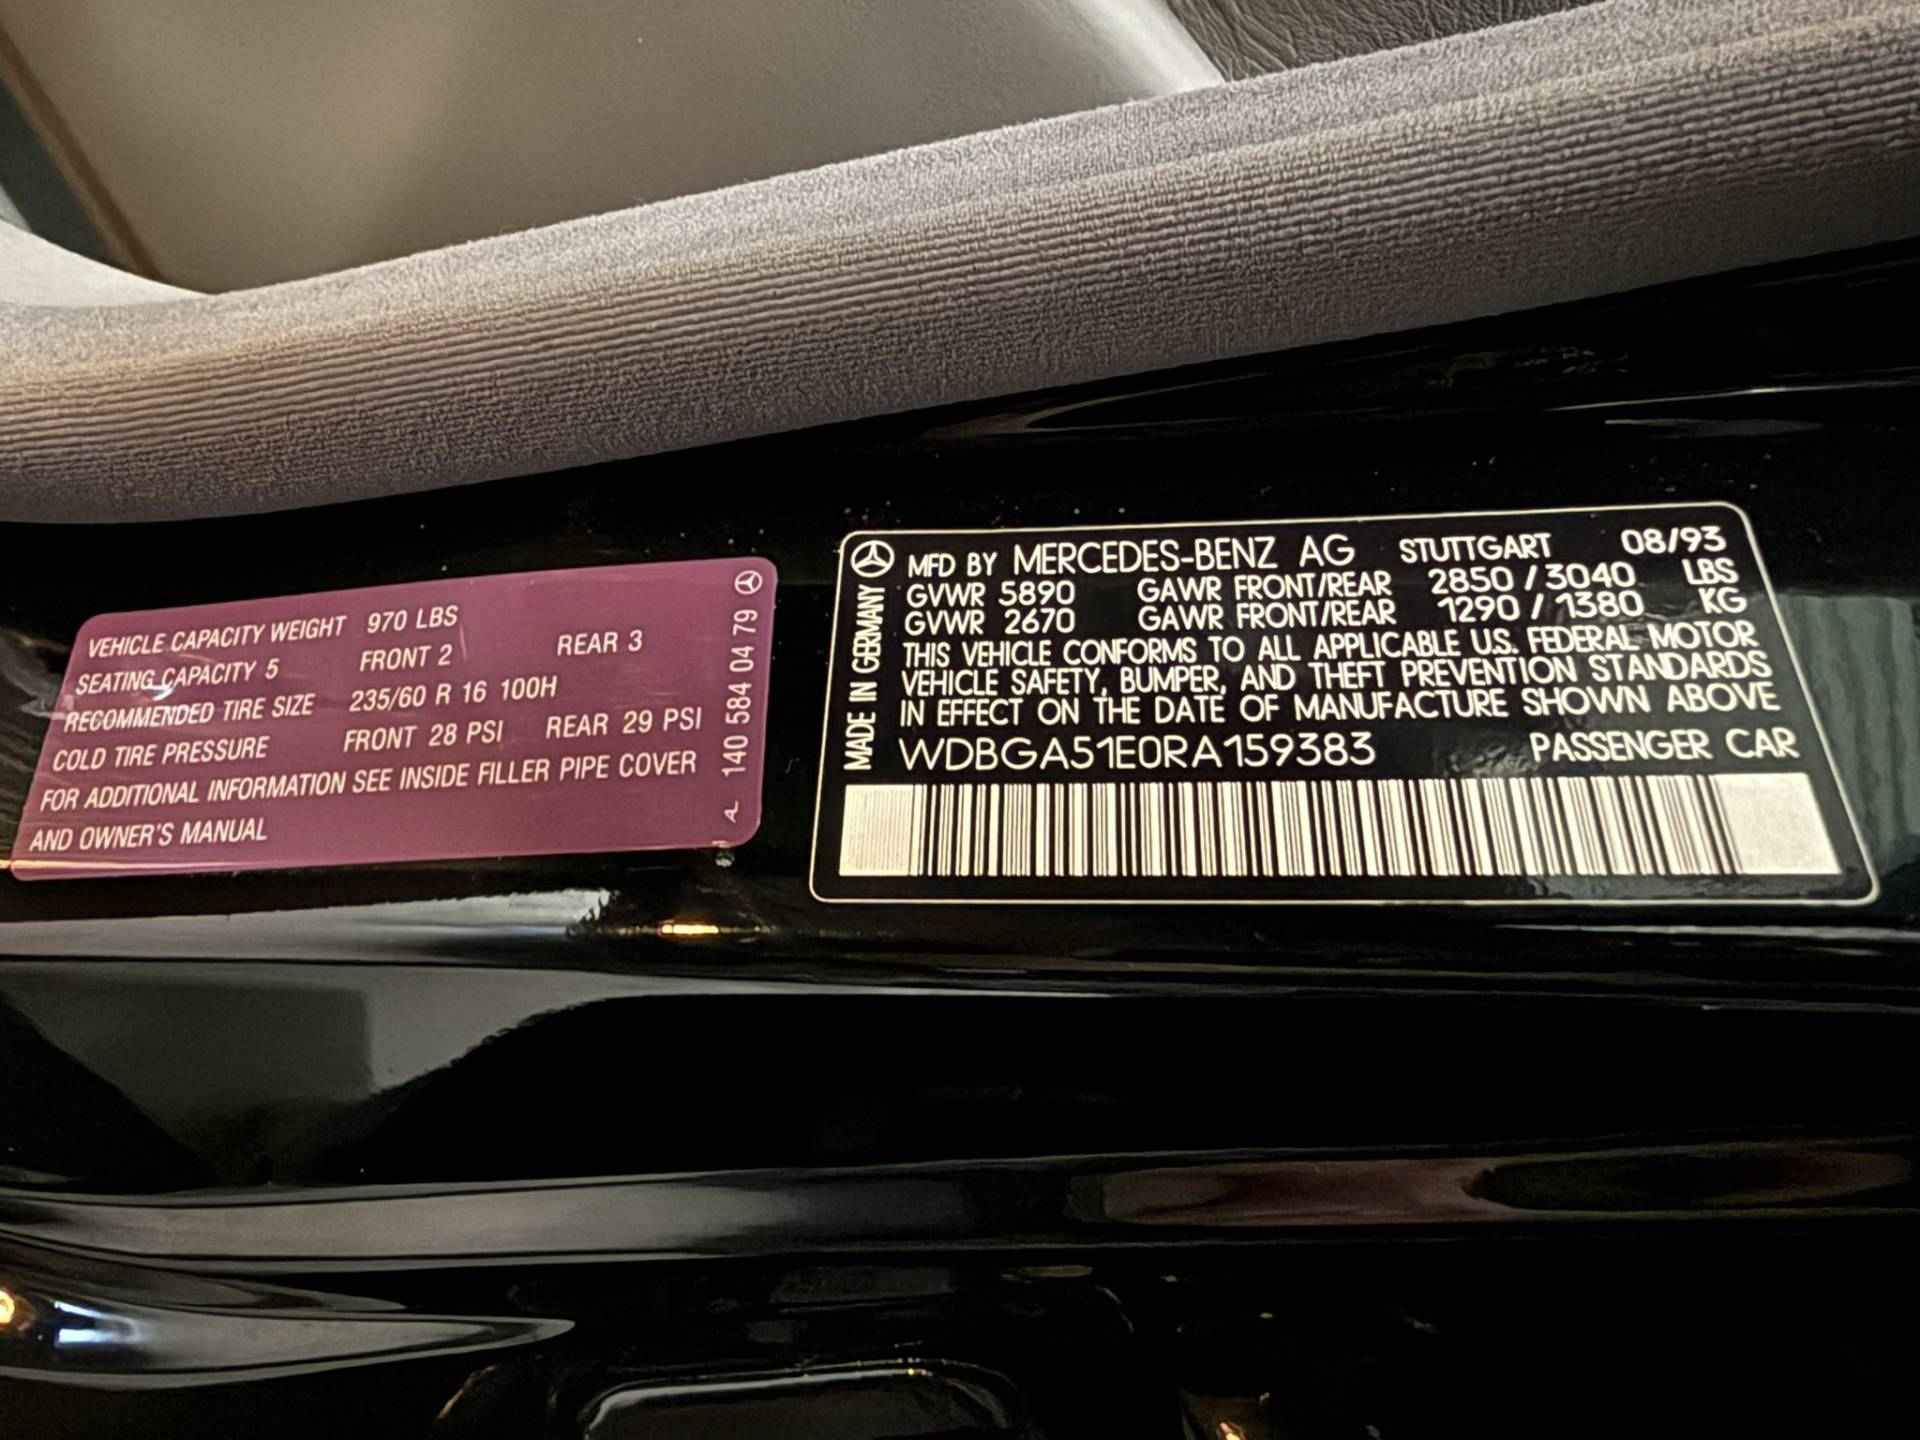 VEHICLE CAPACITY WEIGHT 970 LBS
SEATING CAPACITY 5 FRONT 2 REAR 3
RECOMMENDED TIRE SIZE 235/60 R 16 100H
COLD TIRE PRESSURE FRONT 28 PSI REAR 29 PSI
FOR ADDITIONAL INFORMATION SEE INSIDE FILLER PIPE COVER
AND OWNER'S MANUAL
140 584 04 79
MADE IN GERMANY
MFD BY MERCEDES-BENZ AG STUTTGART 08/93
GVWR 5890 GAWR FRONT/REAR 2850 / 3040 LBS
GVWR 2670 GAWR FRONT/REAR 1290 / 1380 KG
THIS VEHICLE CONFORMS TO ALL APPLICABLE U.S. FEDERAL MOTOR
VEHICLE SAFETY, BUMPER, AND THEFT PREVENTION STANDARDS
IN EFFECT ON THE DATE OF MANUFACTURE SHOWN ABOVE
WDBGA51E0RA159383 PASSENGER CAR